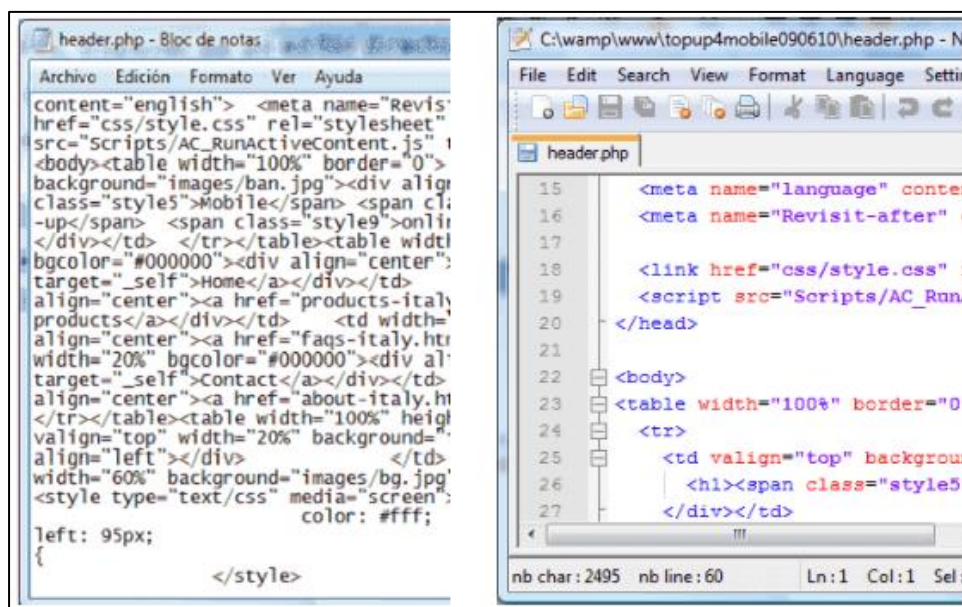 header.php - Bloc de notas
Archivo Edición Formato Ver Ayuda
content="english"> <meta name="Revis
href="css/style.css" rel="stylesheet"
src="Scripts/AC_RunActiveContent.js"
<body><table width="100%" border="0">
background="images/ban.jpg"><div alig
class="style5">Mobile</span> <span cla
-up</span> <span class="style9">onlin
</div></td> </tr></table><table widt
bgcolor="#000000"><div align="center">
target="_self">Home</a></div></td>
align="center"><a href="products-italy
products</a></div></td> <td width=
align="center"><a href="faqs-italy.htm
width="20%" bgcolor="#000000"><div al
target="_self">Contact</a></div></td>
align="center"><a href="about-italy.ht
</tr></table><table width="100%" heigh
valign="top" width="20%" background="
align="left"></div> </td>
width="60%" background="images/bg.jpg
<style type="text/css" media="screen">
color: #fff;
left: 95px;
{
</style>
C:\wamp\www\topup4mobile090610\header.php - N
File Edit Search View Format Language Settin
header.php
15 <meta name="language" conte
16 <meta name="Revisit-after"
17
18 <link href="css/style.css"
19 <script src="Scripts/AC_Run
20 </head>
21
22 <body>
23 <table width="100%" border="0
24 <tr>
25 <td valign="top" backgrou
26 <h1><span class="style5
27 </div></td>
nb char : 2495 nb line : 60 Ln : 1 Col : 1 Sel :